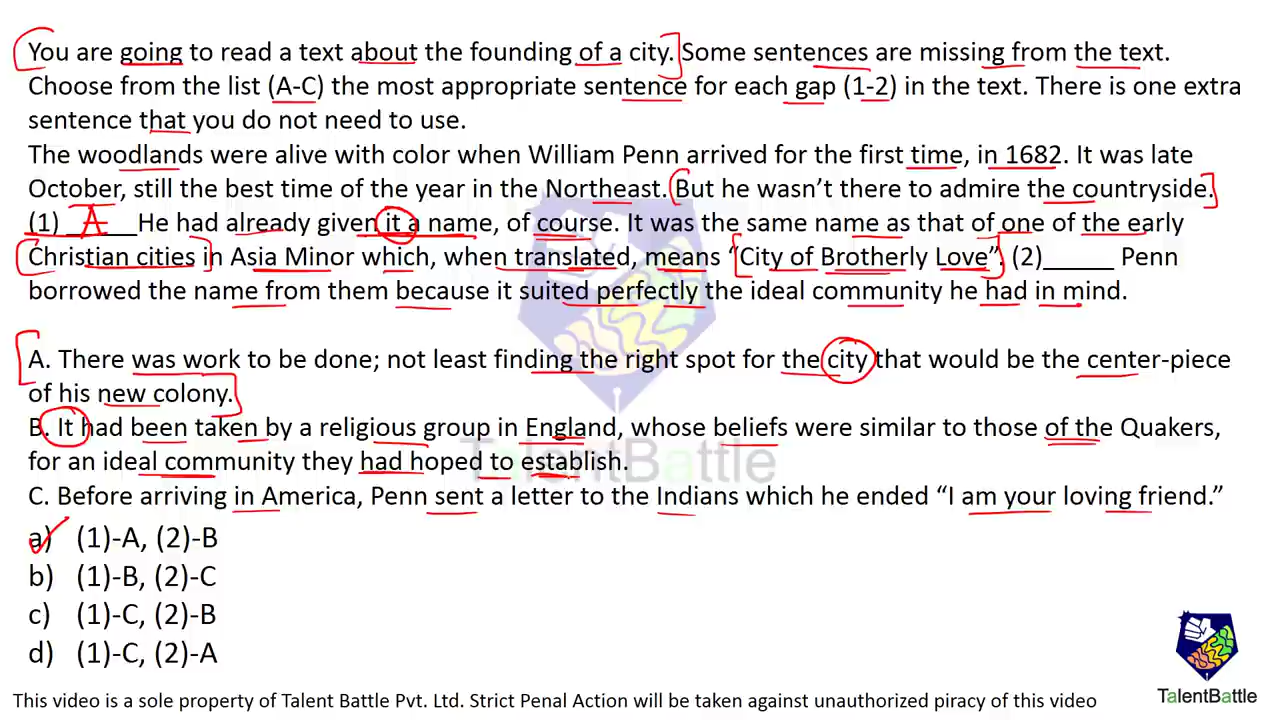 You are going to read a text about the founding of a city. Some sentences are missing from the text.
Choose from the list (A-C) the most appropriate sentence for each gap (1-2) in the text. There is one extra
sentence that you do not need to use.
The woodlands were alive with color when William Penn arrived for the first time, in 1682. It was late
October, still the best time of the year in the Northeast. But he wasn't there to admire the countryside.
(1) __A__ He had already given it a name, of course. It was the same name as that of one of the early
Christian cities in Asia Minor which, when translated, means “City of Brotherly Love”. (2)_____ Penn
borrowed the name from them because it suited perfectly the ideal community he had in mind.
A. There was work to be done; not least finding the right spot for the city that would be the center-piece
of his new colony.
B. It had been taken by a religious group in England, whose beliefs were similar to those of the Quakers,
for an ideal community they had hoped to establish.
C. Before arriving in America, Penn sent a letter to the Indians which he ended “I am your loving friend.”
a) (1)-A, (2)-B
b) (1)-B, (2)-C
c) (1)-C, (2)-B
d) (1)-C, (2)-A
TalentBattle
TalentBattle
This video is a sole property of Talent Battle Pvt. Ltd. Strict Penal Action will be taken against unauthorized piracy of this video